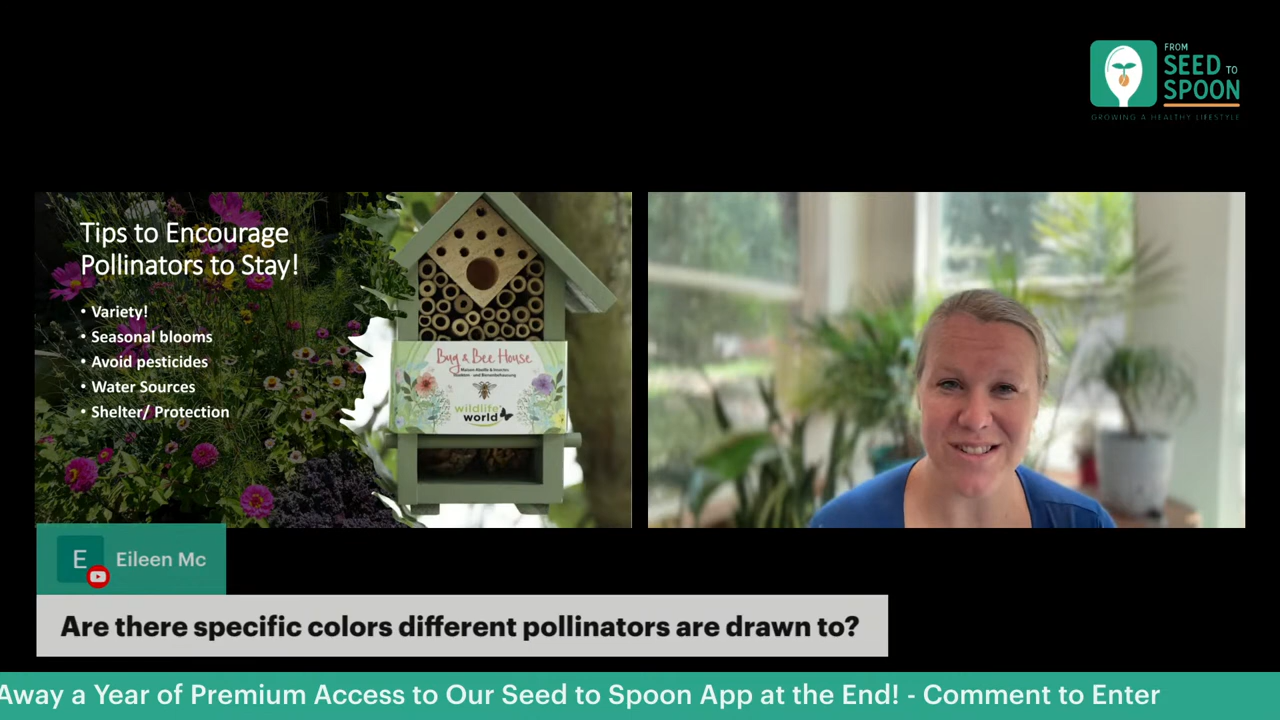 FROM
SEED TO
SPOON
GROWING A HEALTHY LIFESTYLE
Tips to Encourage
Pollinators to Stay!
• Variety!
• Seasonal blooms
• Avoid pesticides
• Water Sources
• Shelter/ Protection
Bug & Bee House
wildlife
world
E Eileen Mc
Are there specific colors different pollinators are drawn to?
Away a Year of Premium Access to Our Seed to Spoon App at the End! - Comment to Enter